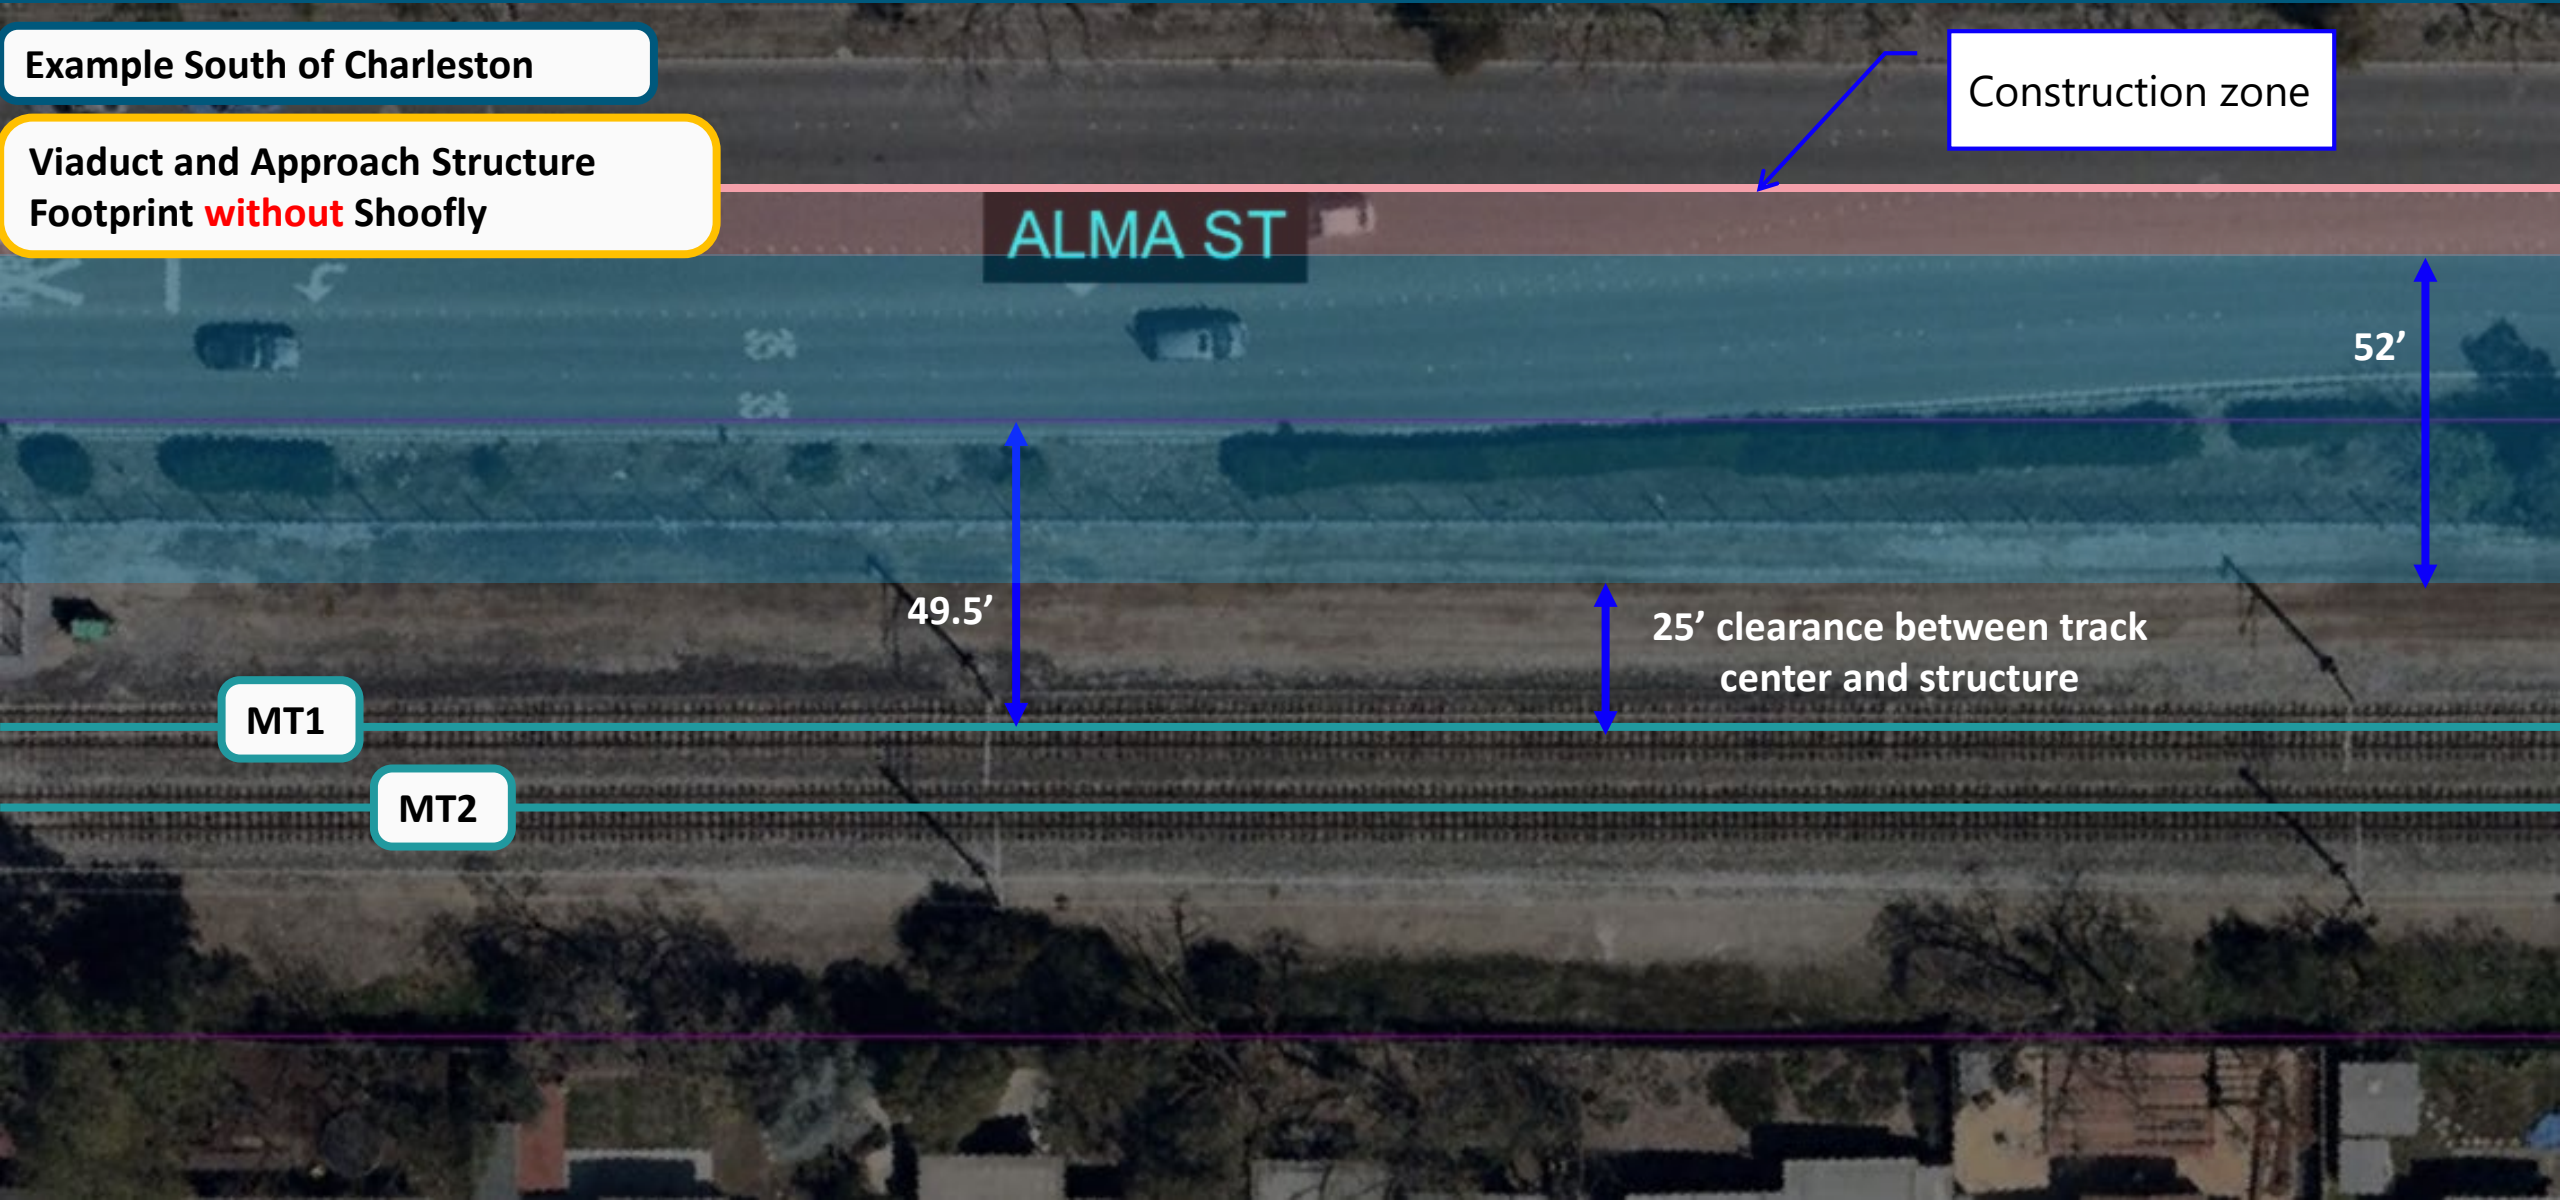 Example South of Charleston
Construction zone
Viaduct and Approach Structure
Footprint without Shoofly
ALMA ST
52’
49.5’
25’ clearance between track
center and structure
MT1
MT2